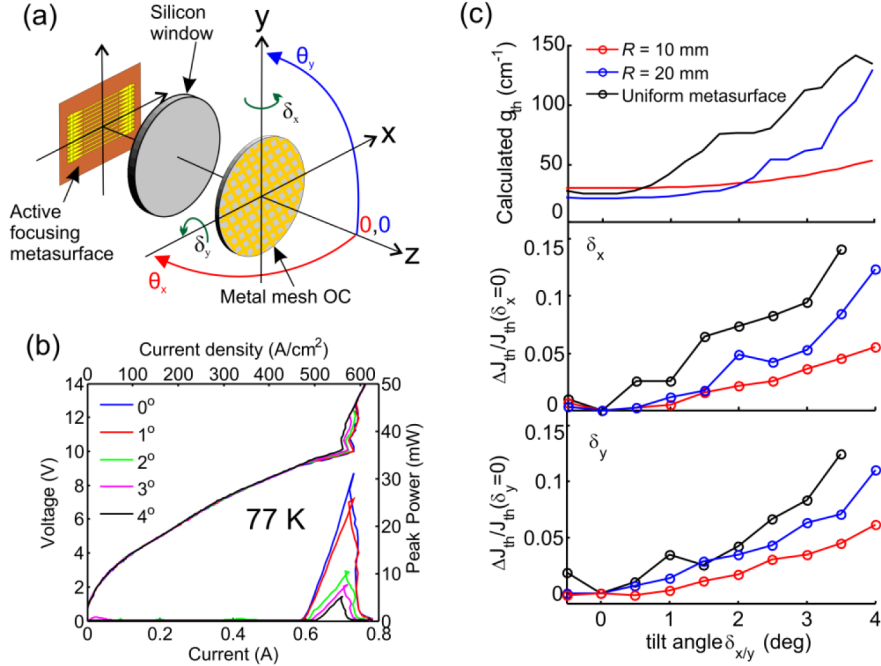 (a)
Silicon
window
y
θy
δx
x
Active
focusing
metasurface
δy
0,0
z
θx
Metal mesh OC
(b)
Current density (A/cm²)
0 100 200 300 400 500 600
14
12
10
8
6
4
2
0
Voltage (V)
0°
1°
2°
3°
4°
77 K
50
40
30
20
10
0
Peak Power (mW)
0 0.2 0.4 0.6 0.8
Current (A)
(c)
150
100
50
0
Calculated gth (cm⁻¹)
R = 10 mm
R = 20 mm
Uniform metasurface
0.15
0.1
0.05
0
ΔJth/Jth(δx=0)
δx
0.15
0.1
0.05
0
ΔJth/Jth(δy=0)
δy
0 1 2 3 4
tilt angle δx/y (deg)